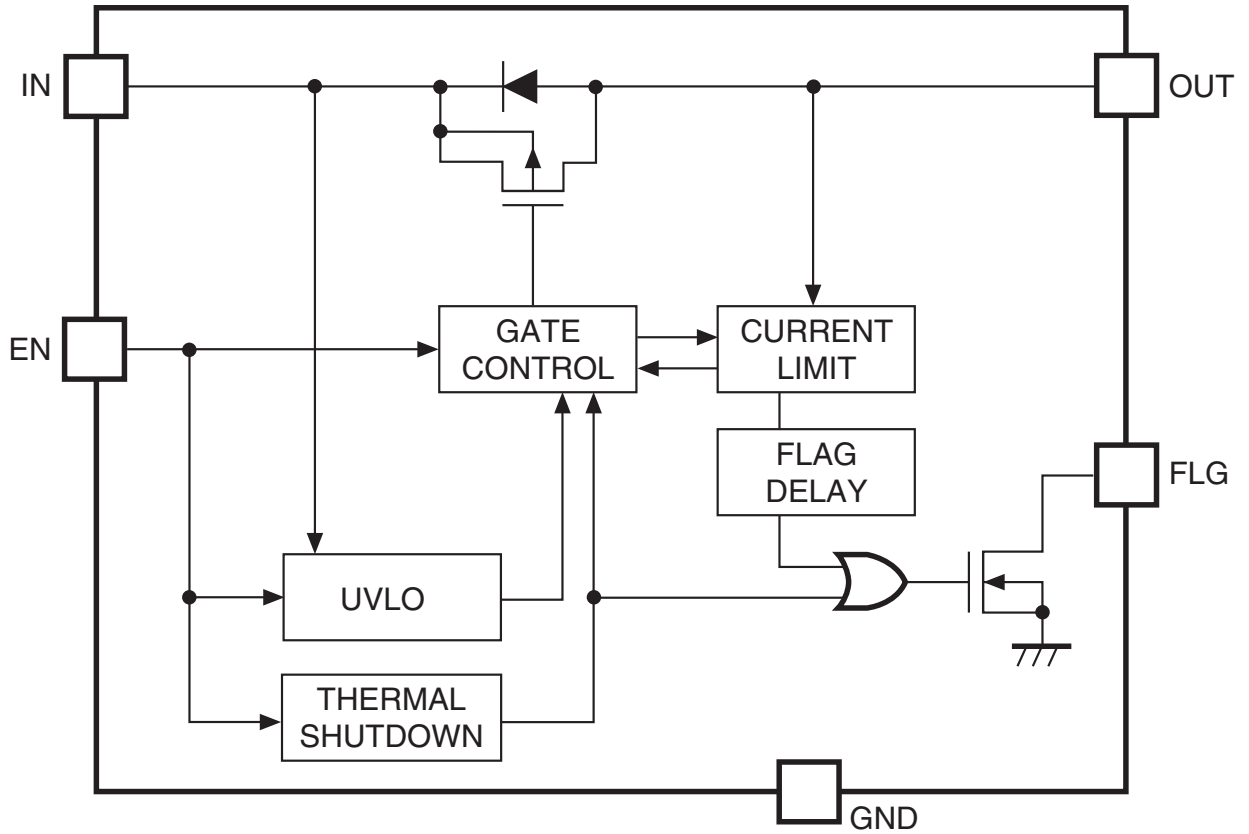 IN
OUT
EN
GATE
CONTROL
CURRENT
LIMIT
FLAG
DELAY
FLG
UVLO
THERMAL
SHUTDOWN
GND